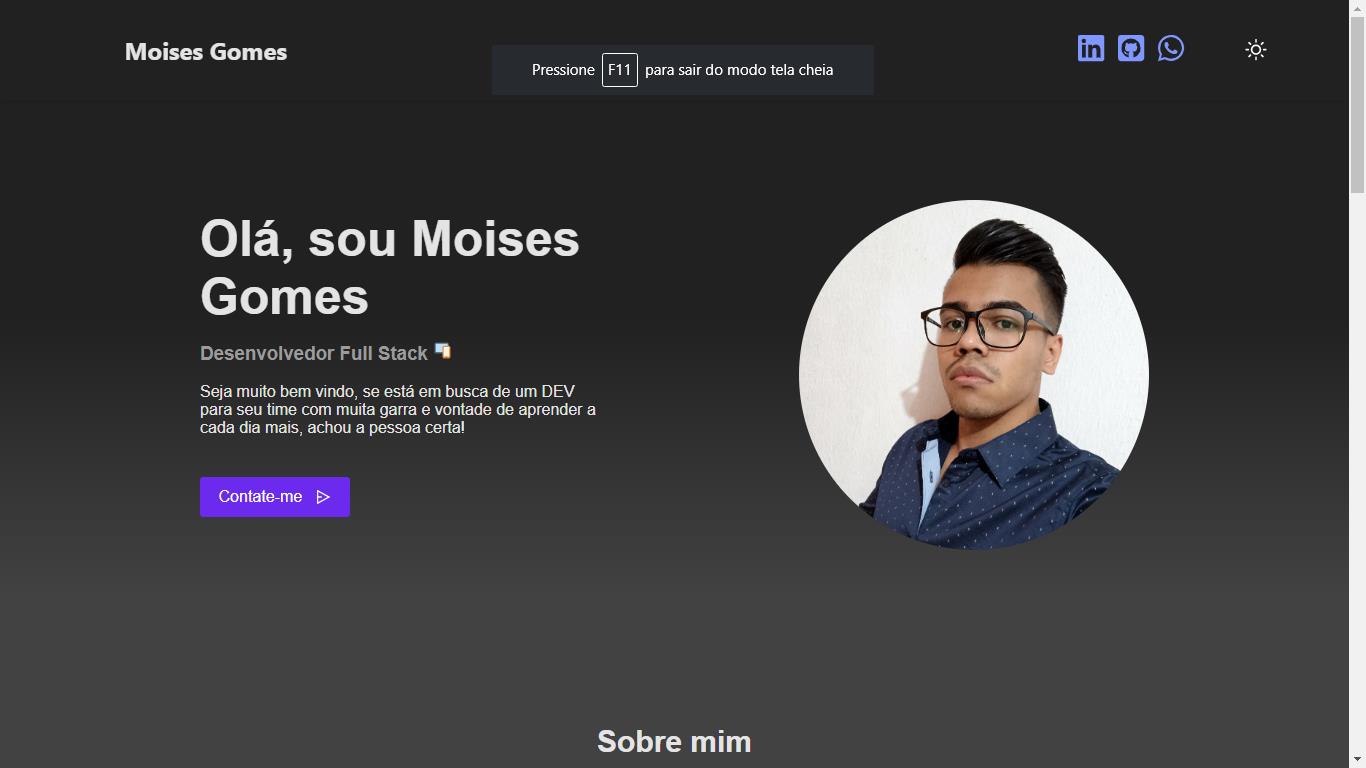 Moises Gomes
Pressione F11 para sair do modo tela cheia
Olá, sou Moises
Gomes
Desenvolvedor Full Stack
Seja muito bem vindo, se está em busca de um DEV
para seu time com muita garra e vontade de aprender a
cada dia mais, achou a pessoa certa!
Contate-me
Sobre mim